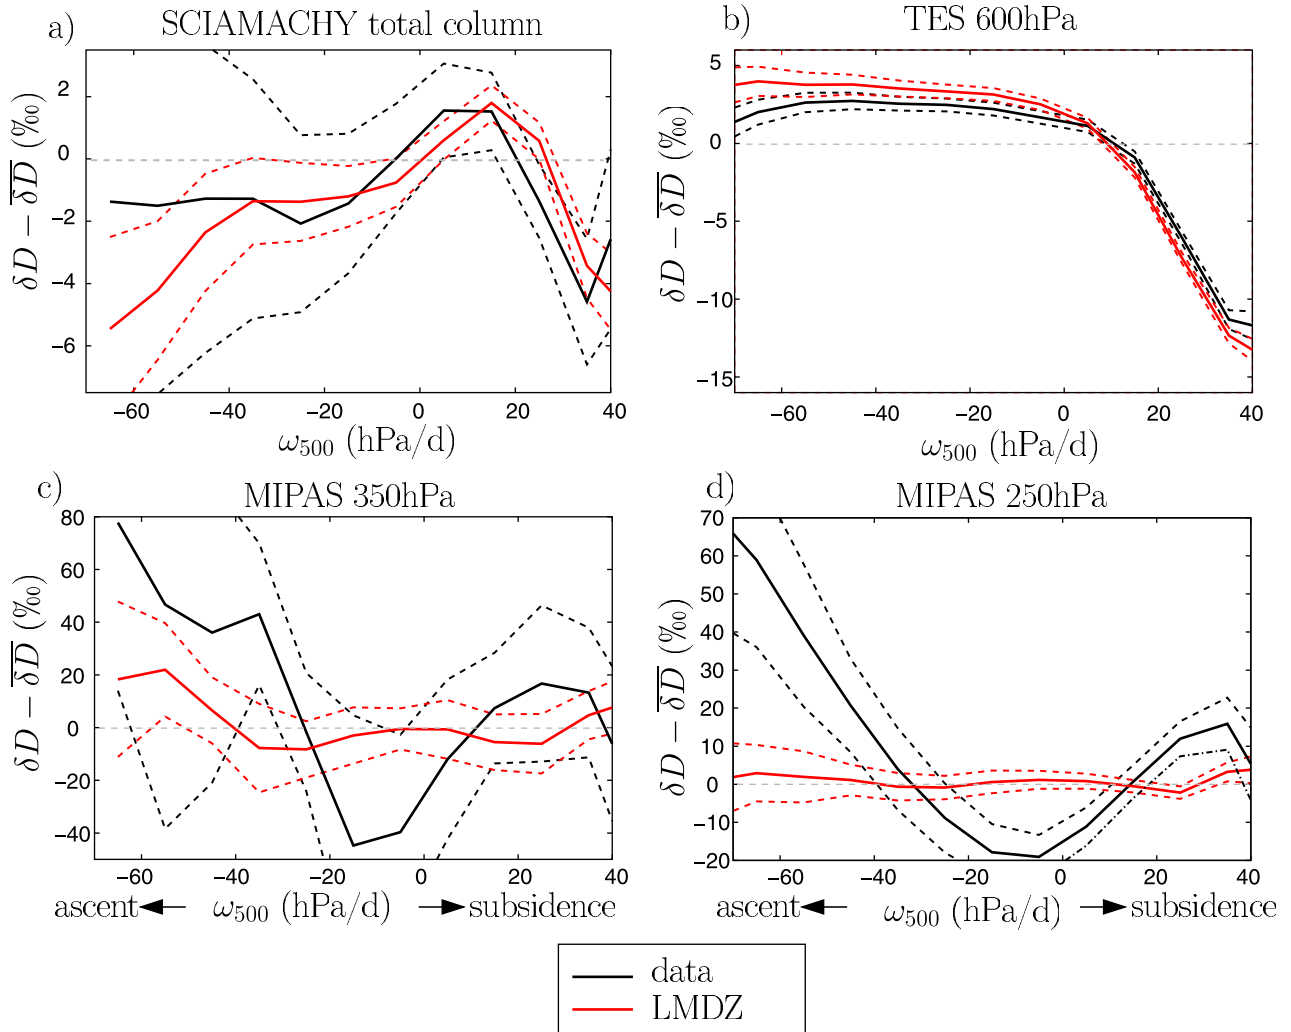 a) SCIAMACHY total column
2
0
−2
−4
−6
δD − δD̅ (‰)
−60 −40 −20 0 20 40
ω500 (hPa/d)
b) TES 600hPa
5
0
−5
−10
−15
δD − δD̅ (‰)
−60 −40 −20 0 20 40
ω500 (hPa/d)
c) MIPAS 350hPa
80
60
40
20
0
−20
−40
δD − δD̅ (‰)
−60 −40 −20 0 20 40
ascent ω500 (hPa/d) subsidence
d) MIPAS 250hPa
70
60
50
40
30
20
10
0
−10
−20
δD − δD̅ (‰)
−60 −40 −20 0 20 40
ascent ω500 (hPa/d) subsidence
data
LMDZ